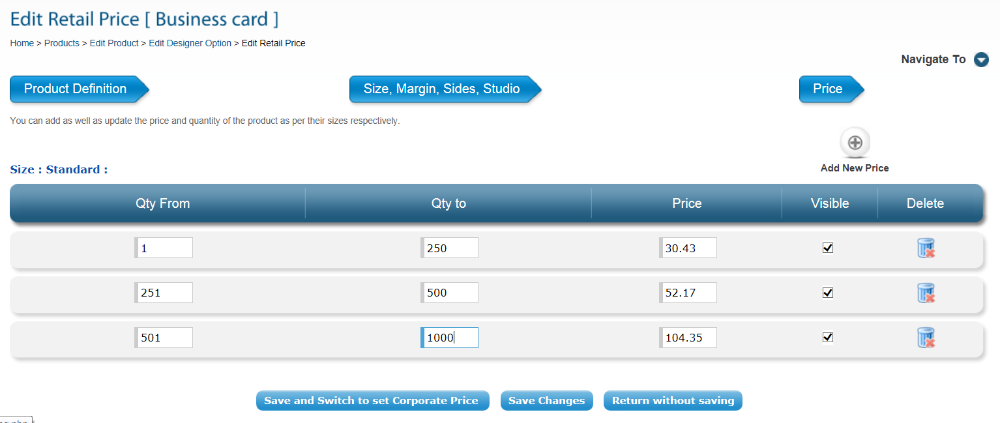 Edit Retail Price [ Business card ]
Home > Products > Edit Product > Edit Designer Option > Edit Retail Price
Navigate To
Product Definition
Size, Margin, Sides, Studio
Price
You can add as well as update the price and quantity of the product as per their sizes respectively.
Add New Price
Size : Standard :
Qty From Qty to Price Visible Delete
1 250 30.43
251 500 52.17
501 1000 104.35
Save and Switch to set Corporate Price Save Changes Return without saving